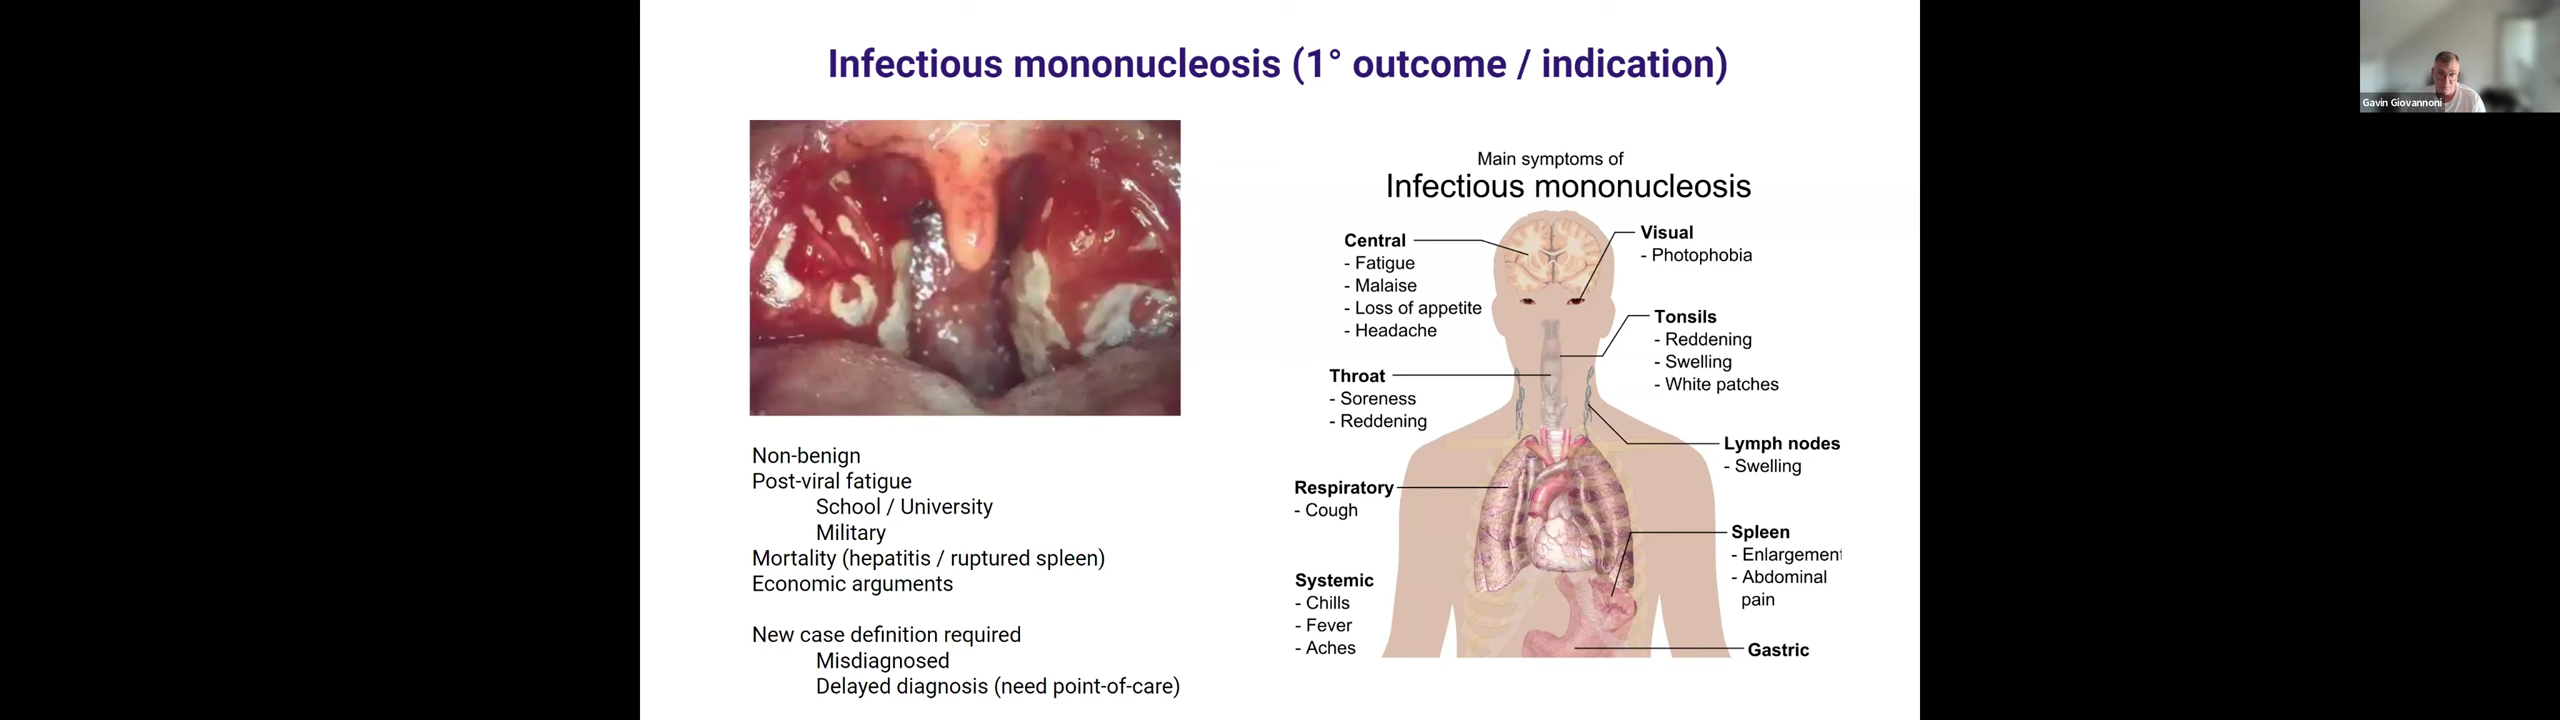 Infectious mononucleosis (1° outcome / indication)
Gavin Giovannoni
Non-benign
Post-viral fatigue
School / University
Military
Mortality (hepatitis / ruptured spleen)
Economic arguments
New case definition required
Misdiagnosed
Delayed diagnosis (need point-of-care)
Main symptoms of
Infectious mononucleosis
Central
- Fatigue
- Malaise
- Loss of appetite
- Headache
Throat
- Soreness
- Reddening
Respiratory
- Cough
Systemic
- Chills
- Fever
- Aches
Visual
- Photophobia
Tonsils
- Reddening
- Swelling
- White patches
Lymph nodes
- Swelling
Spleen
- Enlargement
- Abdominal
pain
Gastric